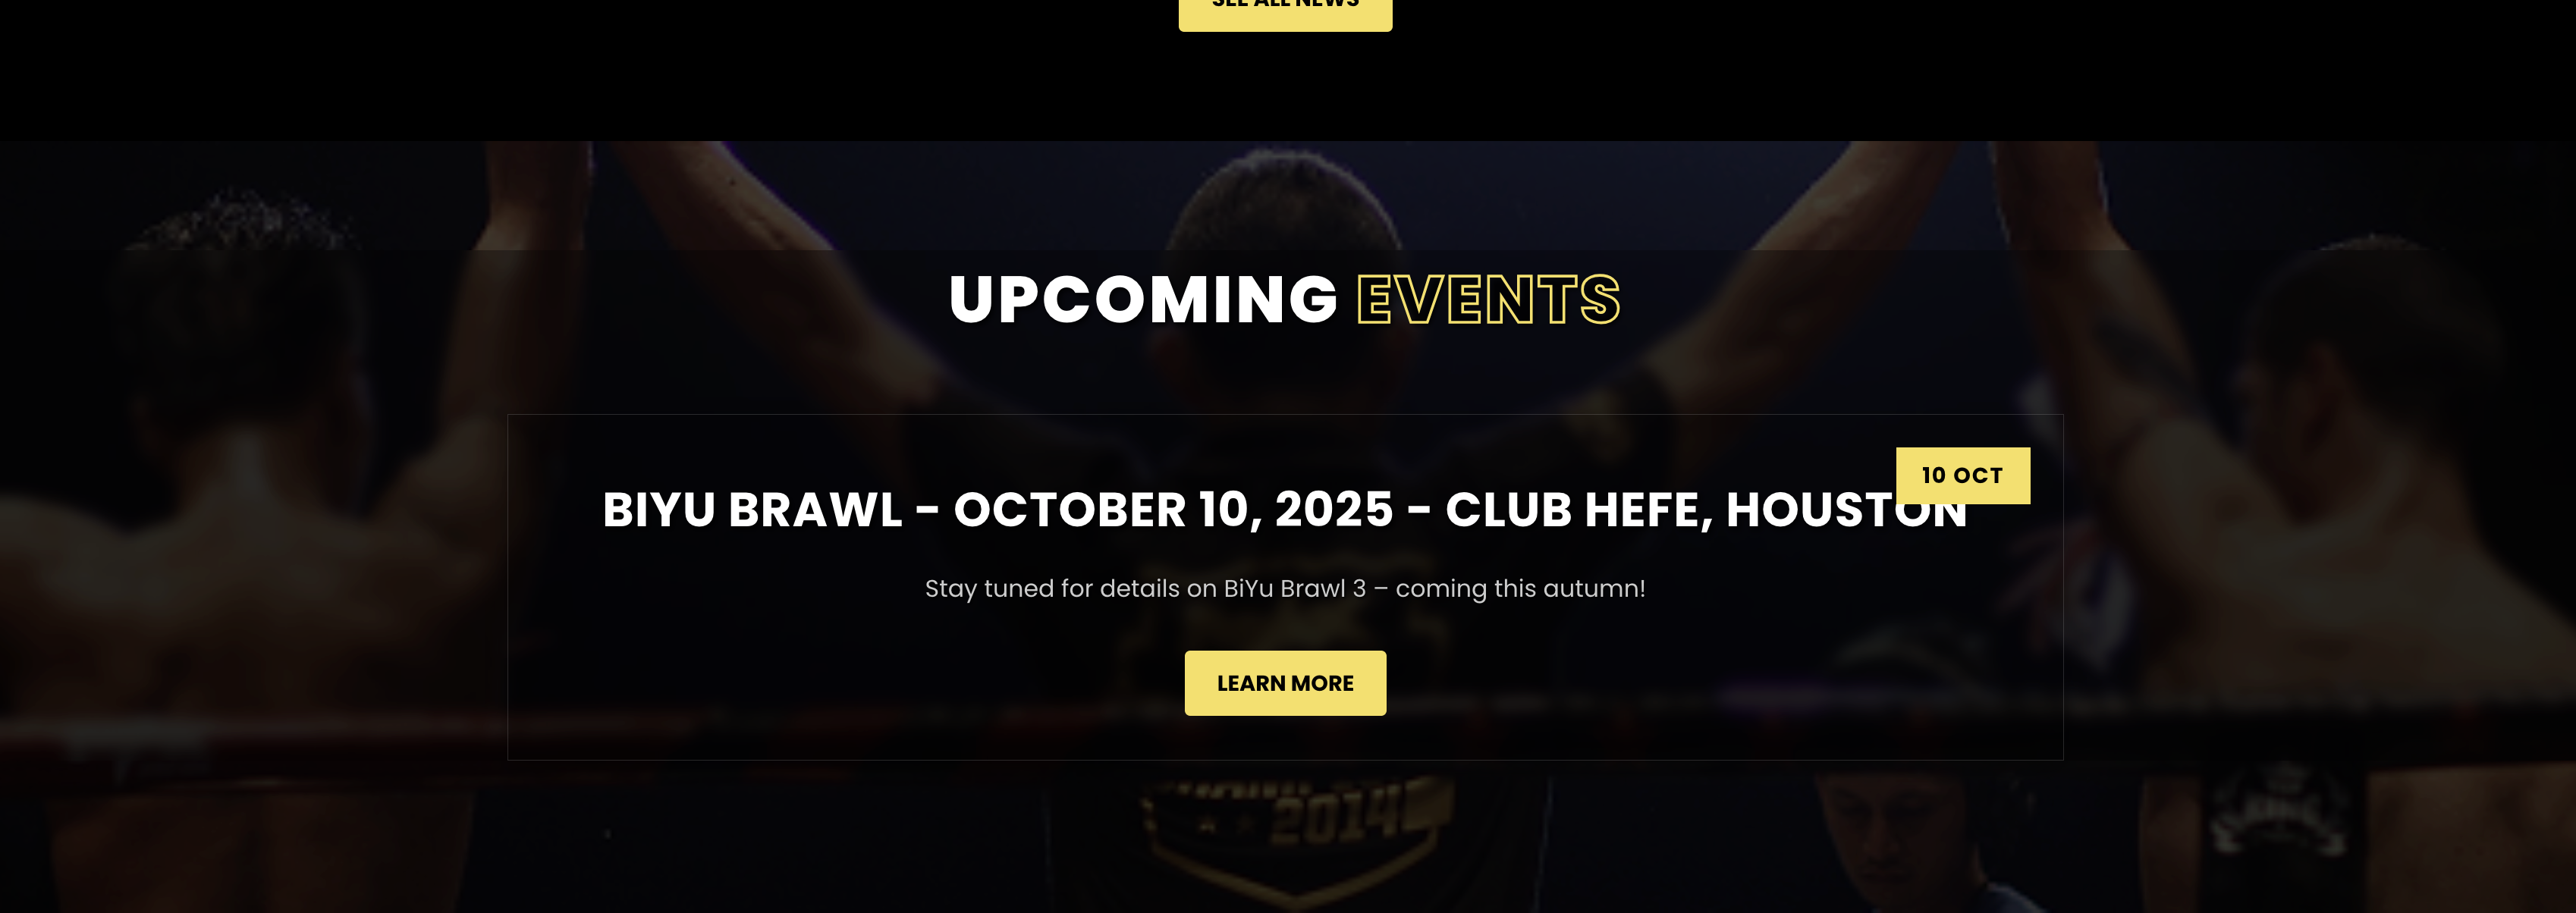 SEE ALL NEWS
UPCOMING EVENTS
10 OCT
BIYU BRAWL - OCTOBER 10, 2025 - CLUB HEFE, HOUSTON
Stay tuned for details on BiYu Brawl 3 – coming this autumn!
LEARN MORE
2014